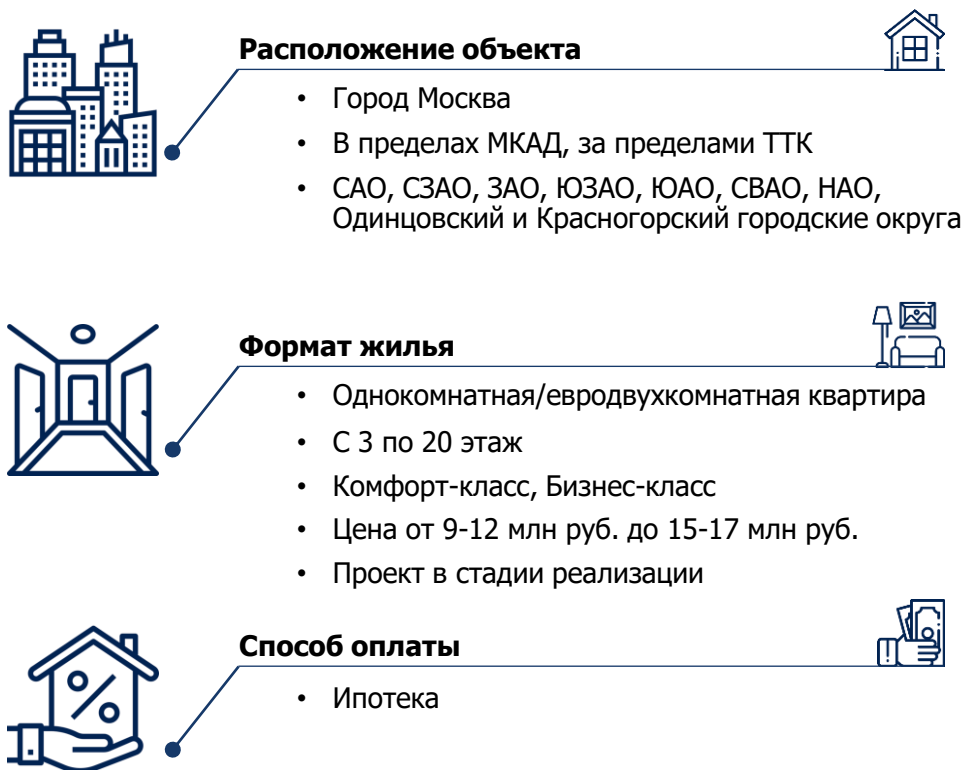 Расположение объекта
• Город Москва
• В пределах МКАД, за пределами ТТК
• САО, СЗАО, ЗАО, ЮЗАО, ЮАО, СВАО, НАО,
Одинцовский и Красногорский городские округа
Формат жилья
• Однокомнатная/евродвухкомнатная квартира
• С 3 по 20 этаж
• Комфорт-класс, Бизнес-класс
• Цена от 9-12 млн руб. до 15-17 млн руб.
• Проект в стадии реализации
Способ оплаты
• Ипотека